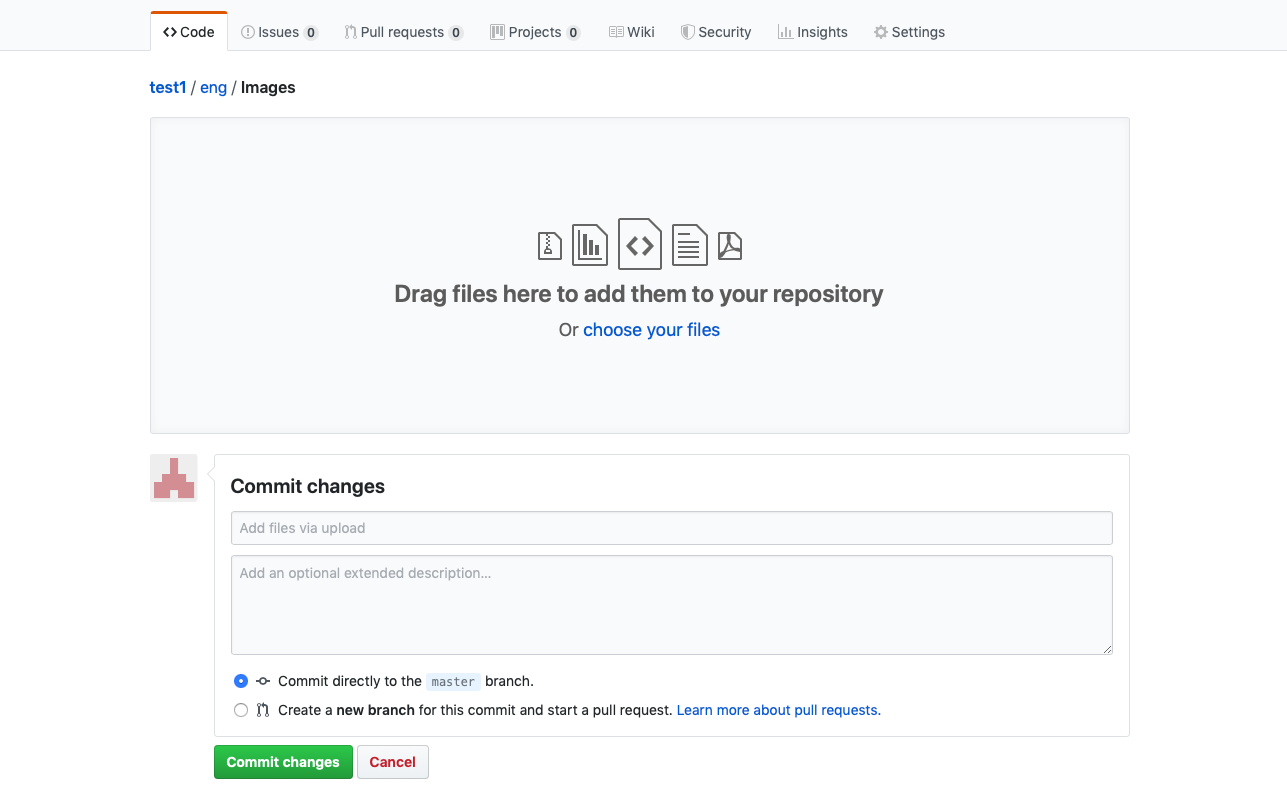 Code Issues 0 Pull requests 0 Projects 0 Wiki Security Insights Settings
test1 / eng / Images
Drag files here to add them to your repository
Or choose your files
Commit changes
Add files via upload
Add an optional extended description...
Commit directly to the master branch.
Create a new branch for this commit and start a pull request. Learn more about pull requests.
Commit changes Cancel